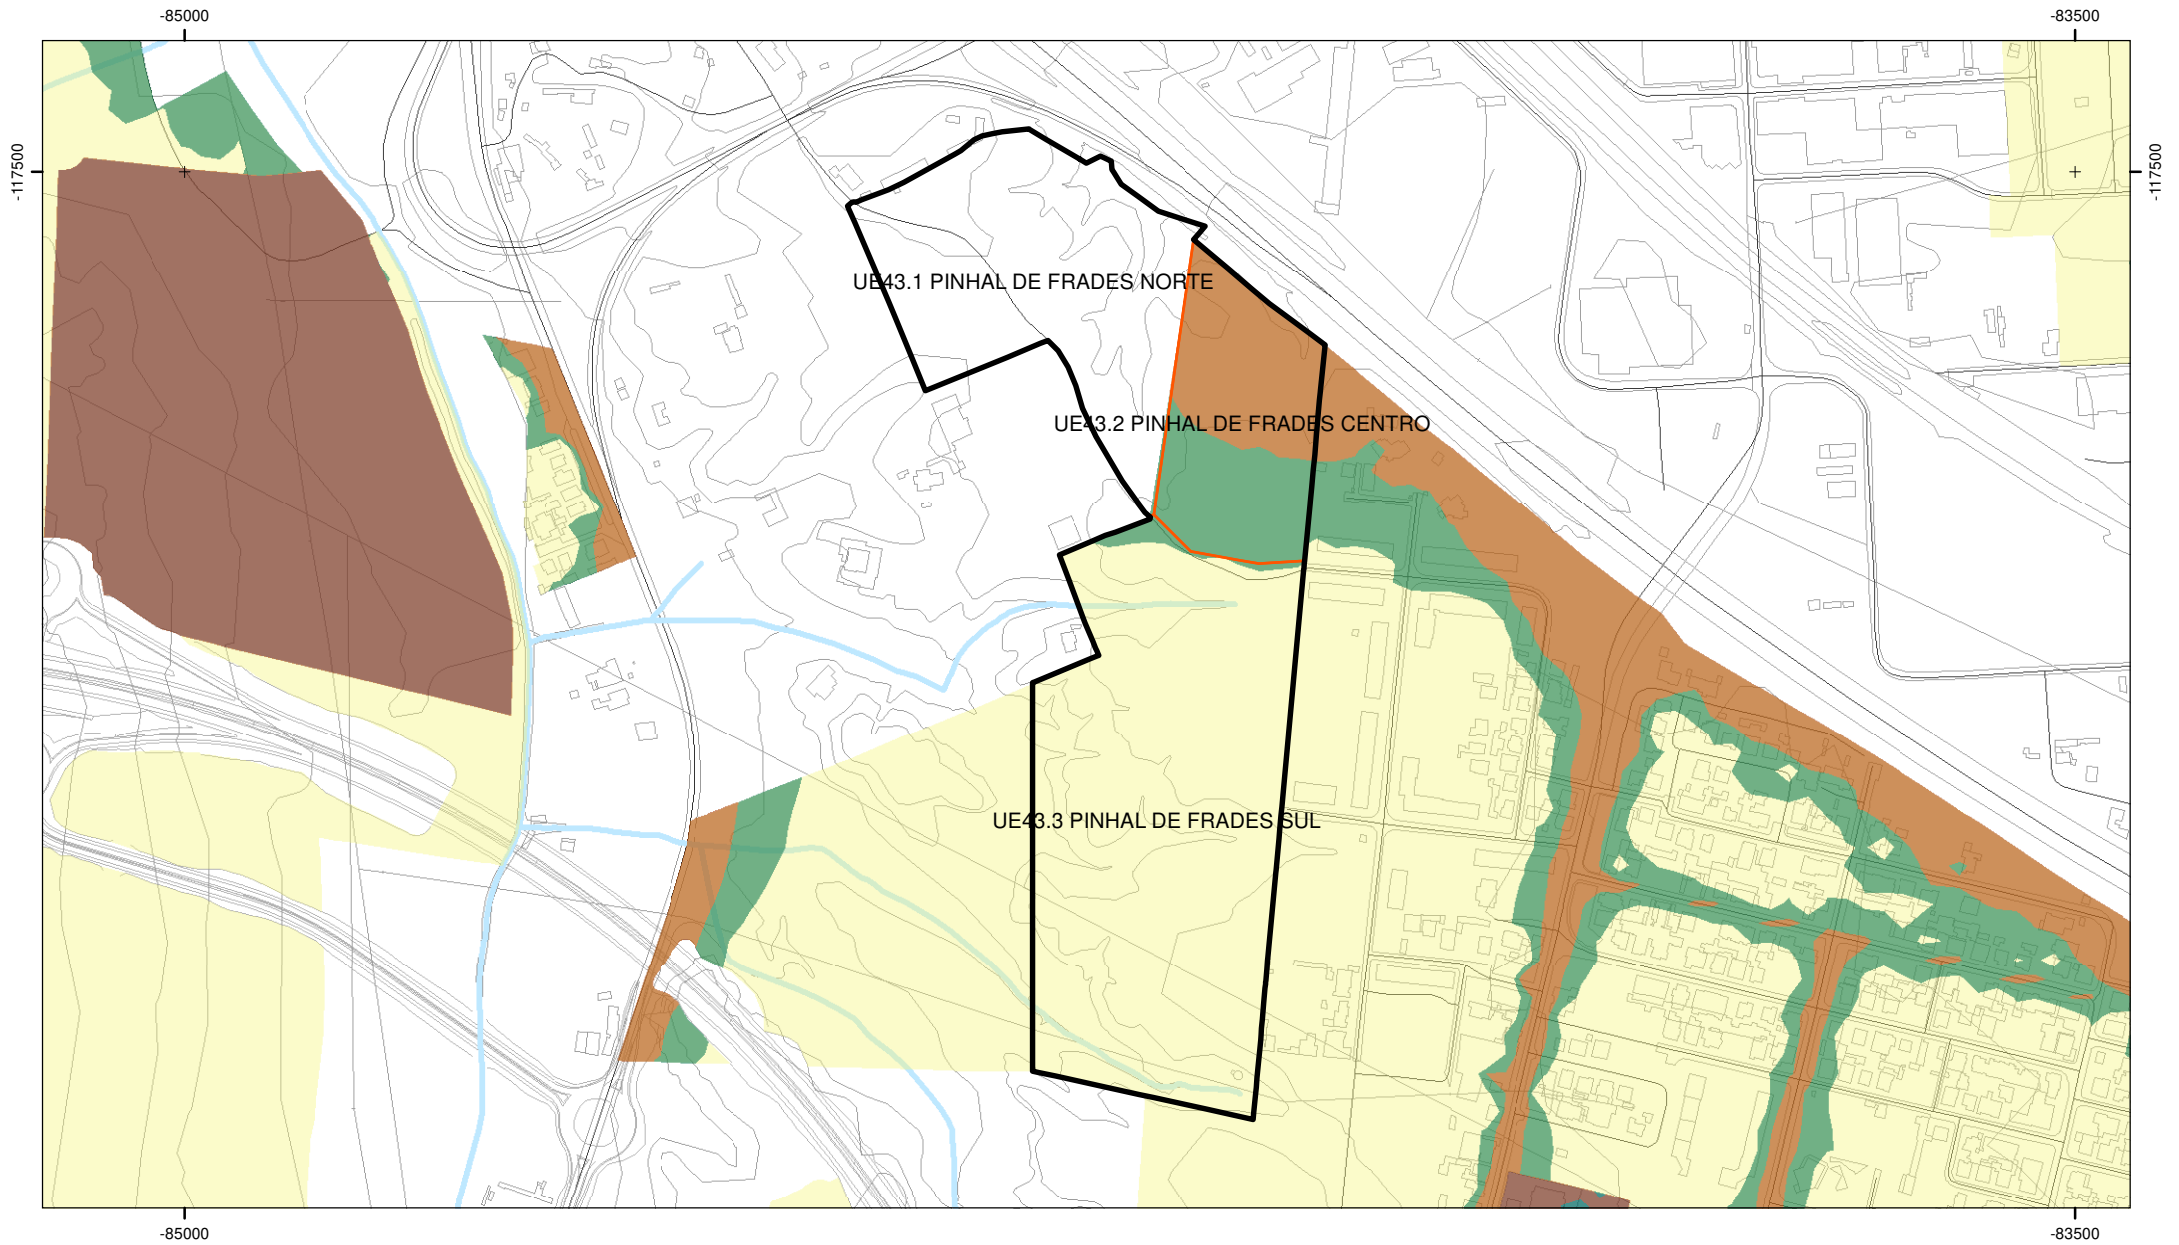 -85000
-83500
-117500
-117500
UE43.1 PINHAL DE FRADES NORTE
UE43.2 PINHAL DE FRADES CENTRO
UE43.3 PINHAL DE FRADES SUL
-85000
-83500